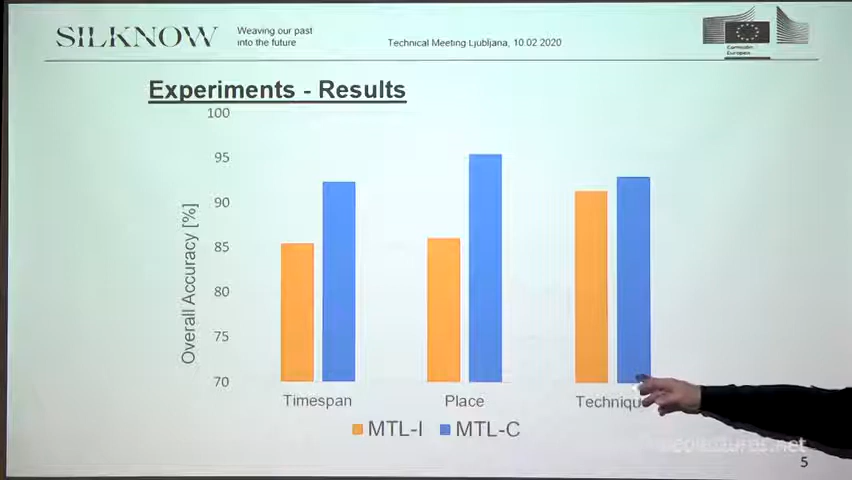 SILKNOW
Weaving our past
into the future
Technical Meeting Ljubljana, 10.02 2020
Experiments - Results
100
95
90
85
80
75
70
Overall Accuracy [%]
Timespan
Place
MTL-I
MTL-C
5